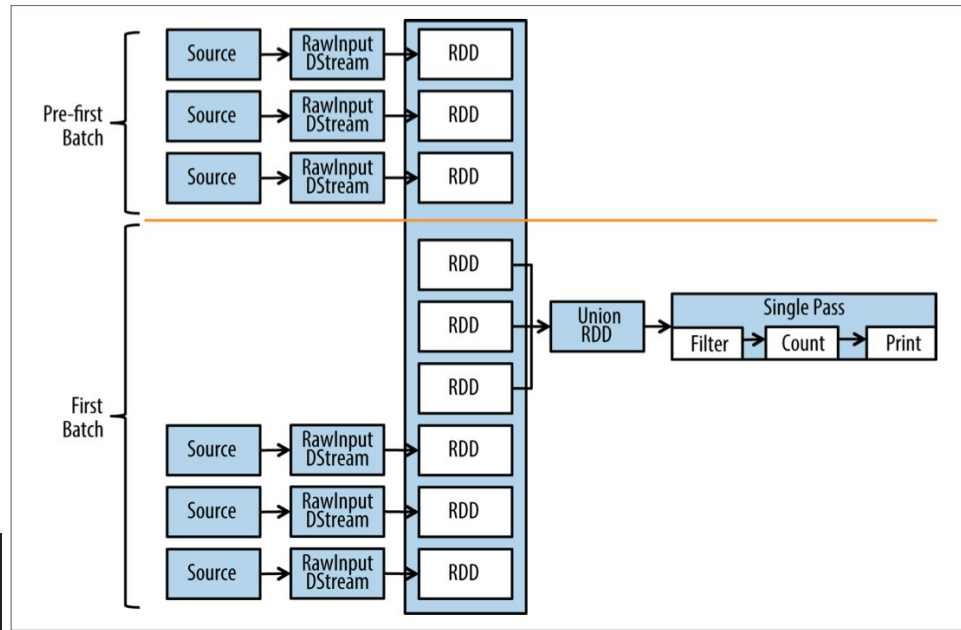 Pre-first
Batch
Source
RawInput
DStream
RDD
Source
RawInput
DStream
RDD
Source
RawInput
DStream
RDD
First
Batch
RDD
RDD
RDD
Union
RDD
Single Pass
Filter
Count
Print
Source
RawInput
DStream
RDD
Source
RawInput
DStream
RDD
Source
RawInput
DStream
RDD